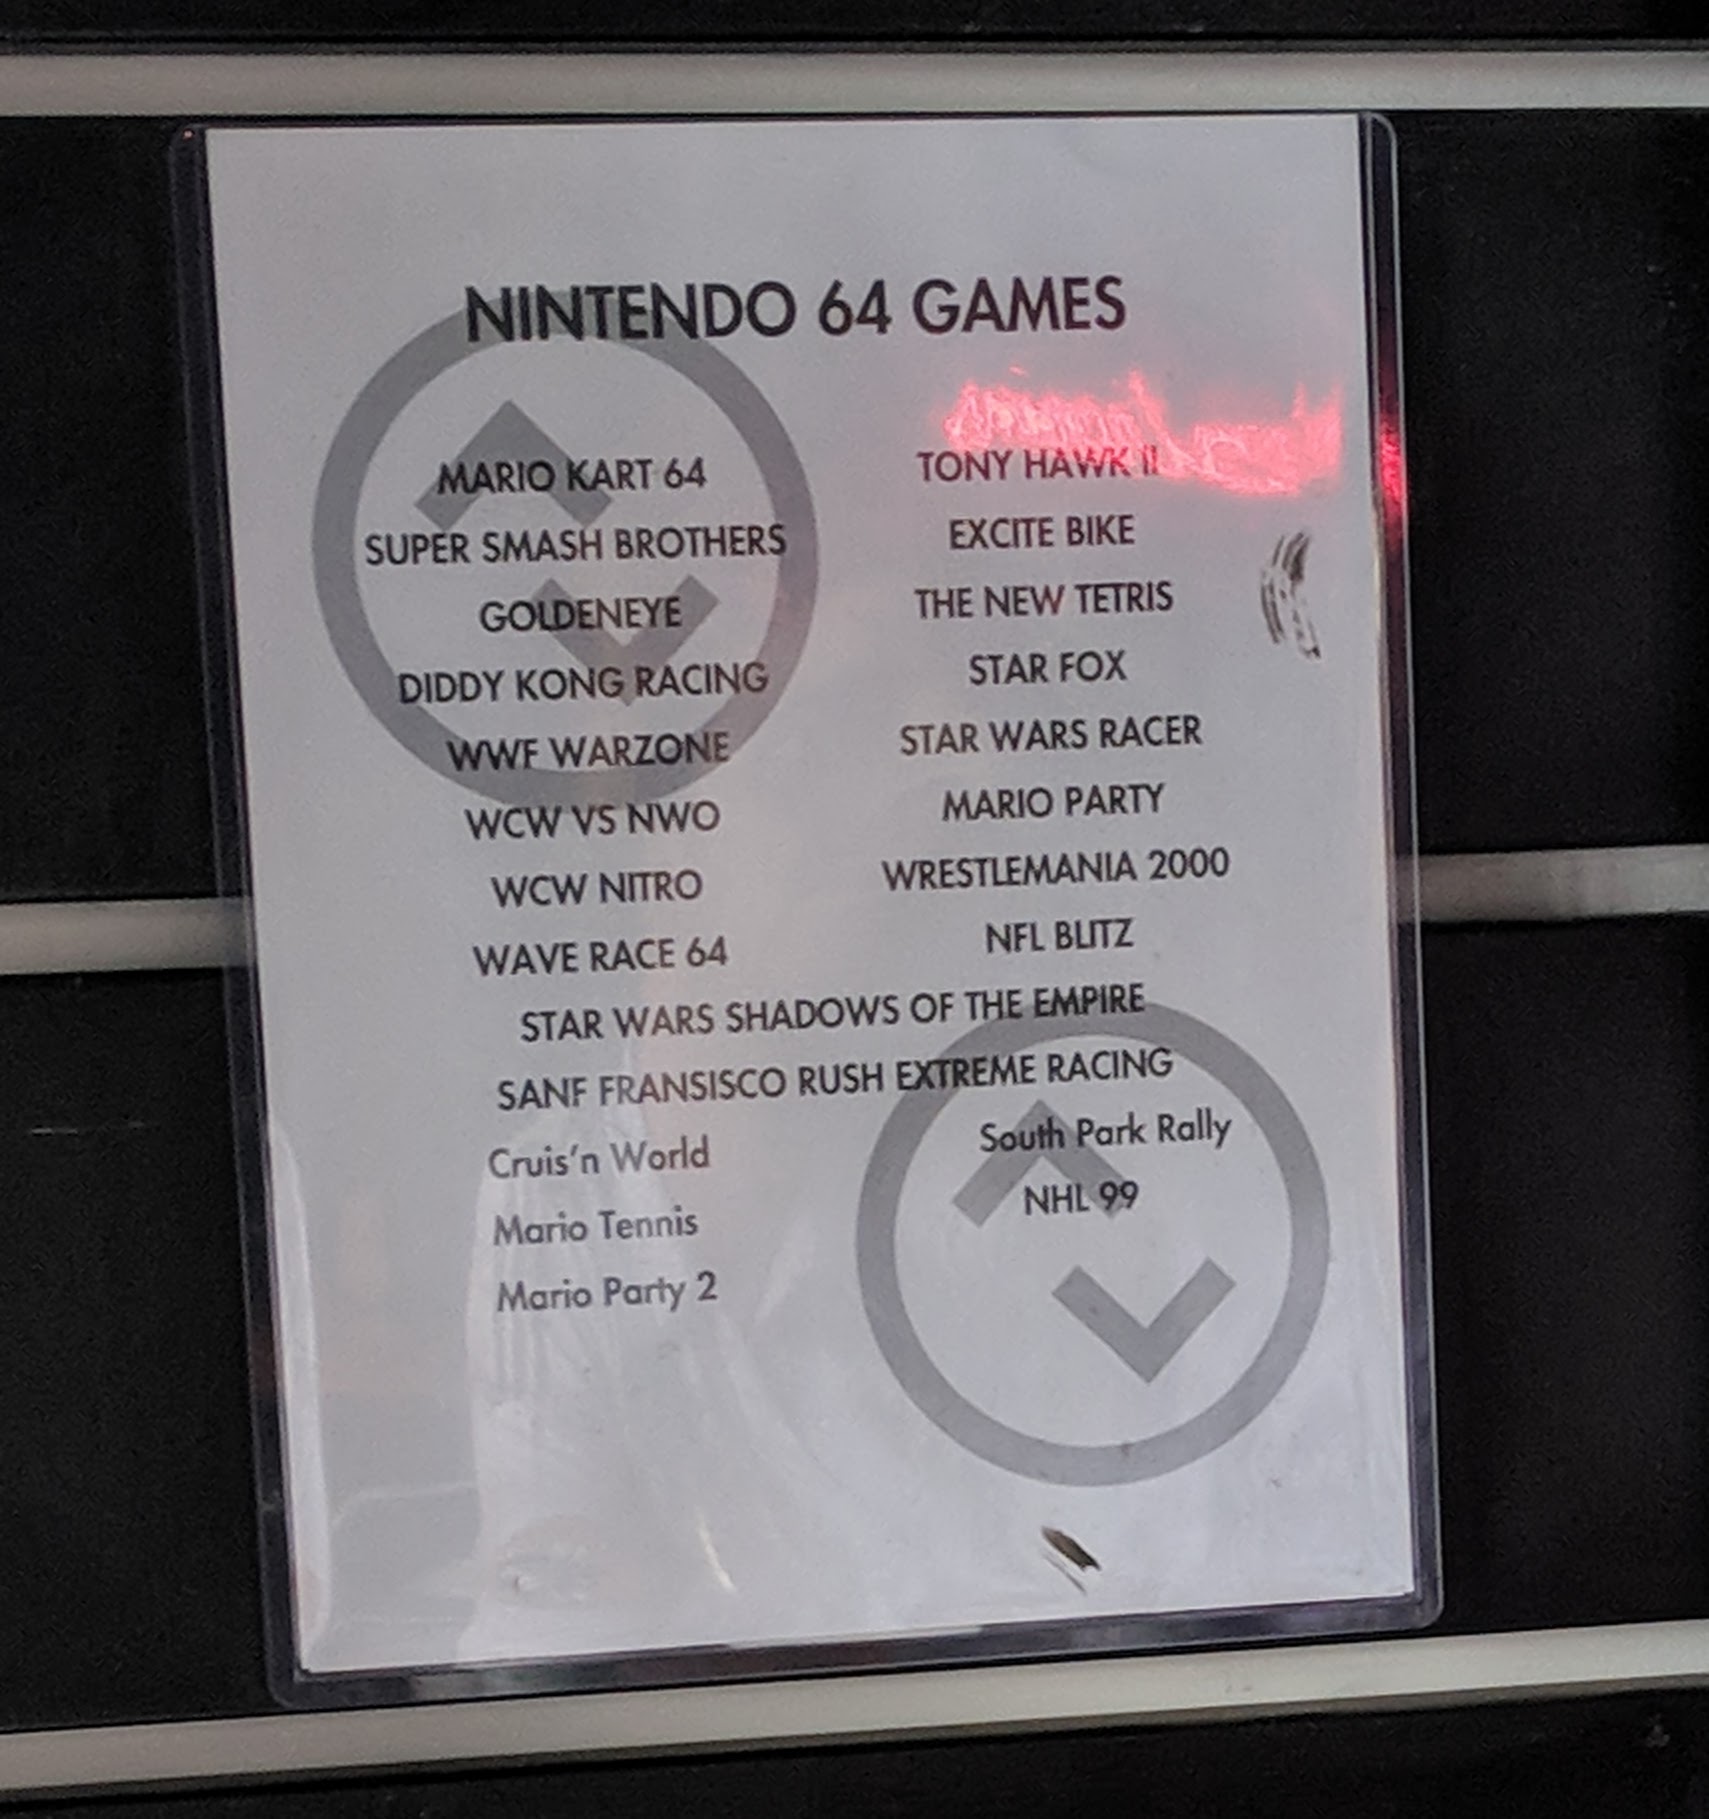 NINTENDO 64 GAMES
MARIO KART 64
SUPER SMASH BROTHERS
GOLDENEYE
DIDDY KONG RACING
WWF WARZONE
WCW VS NWO
WCW NITRO
WAVE RACE 64
TONY HAWK II
EXCITE BIKE
THE NEW TETRIS
STAR FOX
STAR WARS RACER
MARIO PARTY
WRESTLEMANIA 2000
NFL BLITZ
STAR WARS SHADOWS OF THE EMPIRE
SANF FRANSISCO RUSH EXTREME RACING
Cruis'n World
Mario Tennis
Mario Party 2
South Park Rally
NHL 99